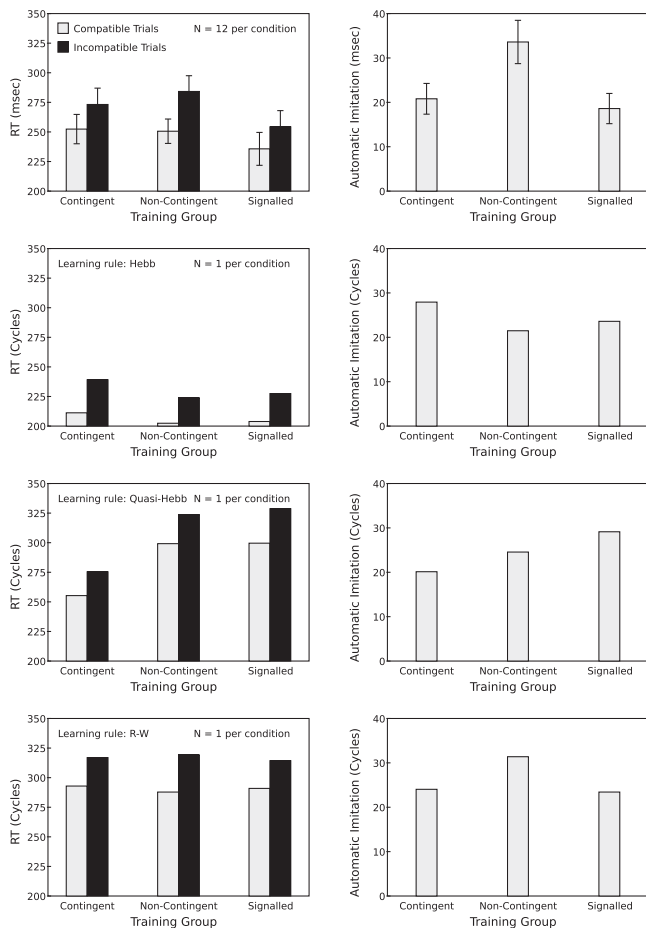 350
325
300
275
250
225
200
RT (msec)
Compatible Trials
Incompatible Trials
N = 12 per condition
Contingent Non-Contingent Signalled
Training Group
40
30
20
10
0
Automatic Imitation (msec)
Contingent Non-Contingent Signalled
Training Group
350
325
300
275
250
225
200
RT (Cycles)
Learning rule: Hebb N = 1 per condition
Contingent Non-Contingent Signalled
Training Group
40
30
20
10
0
Automatic Imitation (Cycles)
Contingent Non-Contingent Signalled
Training Group
350
325
300
275
250
225
200
RT (Cycles)
Learning rule: Quasi-Hebb N = 1 per condition
Contingent Non-Contingent Signalled
Training Group
40
30
20
10
0
Automatic Imitation (Cycles)
Contingent Non-Contingent Signalled
Training Group
350
325
300
275
250
225
200
RT (Cycles)
Learning rule: R-W N = 1 per condition
Contingent Non-Contingent Signalled
Training Group
40
30
20
10
0
Automatic Imitation (Cycles)
Contingent Non-Contingent Signalled
Training Group